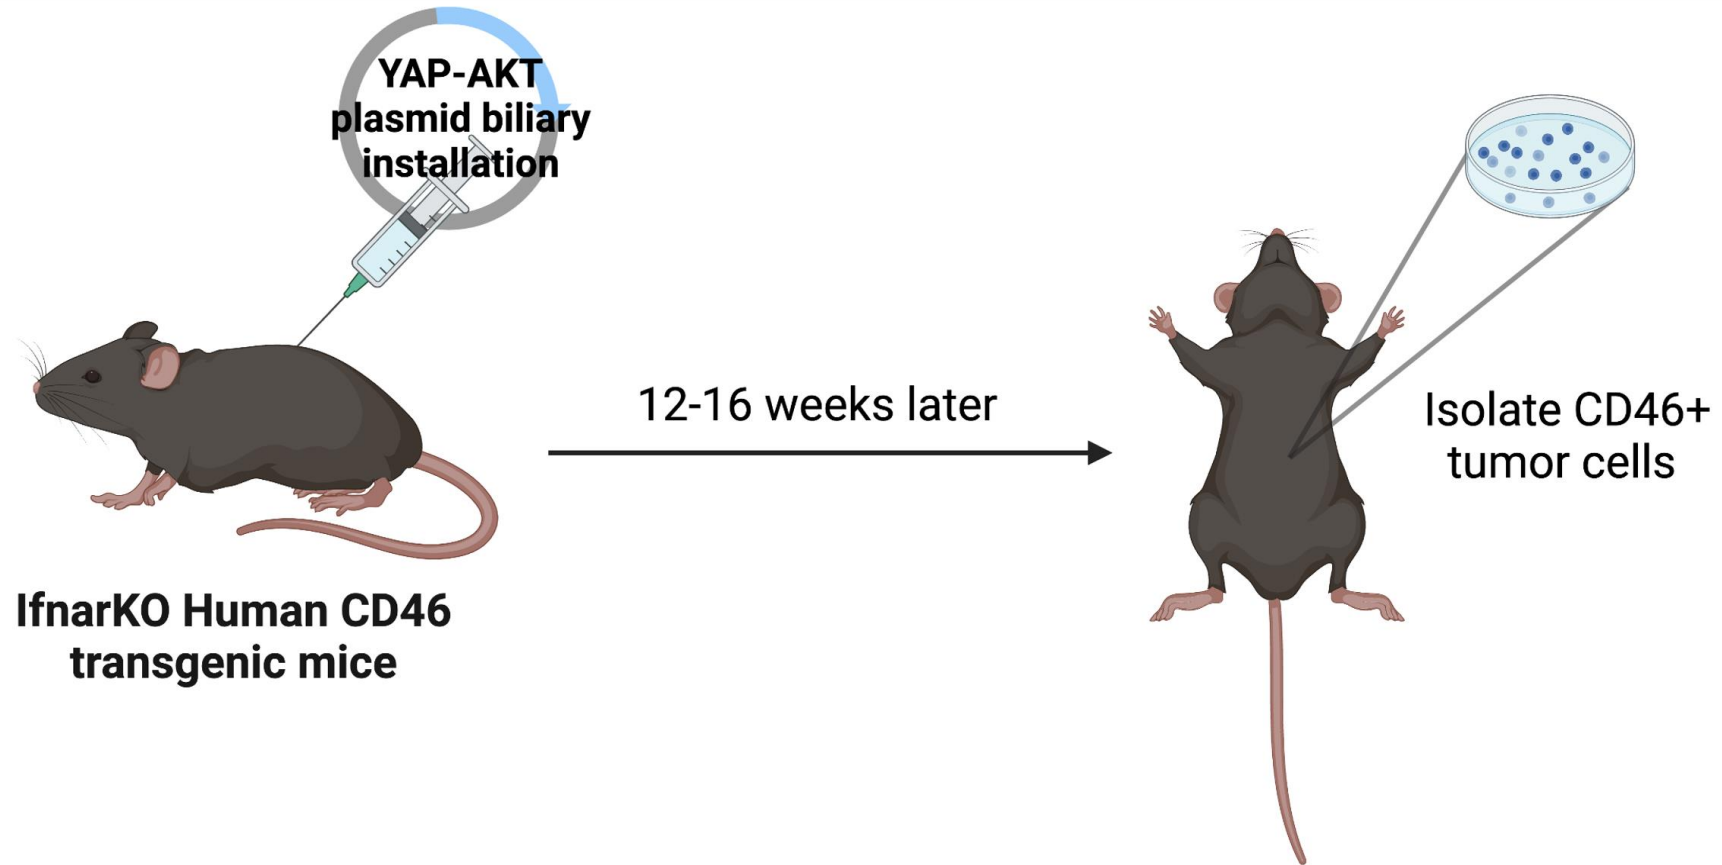 YAP-AKT
plasmid biliary
installation
12-16 weeks later
Isolate CD46+
tumor cells
IfnarKO Human CD46
transgenic mice